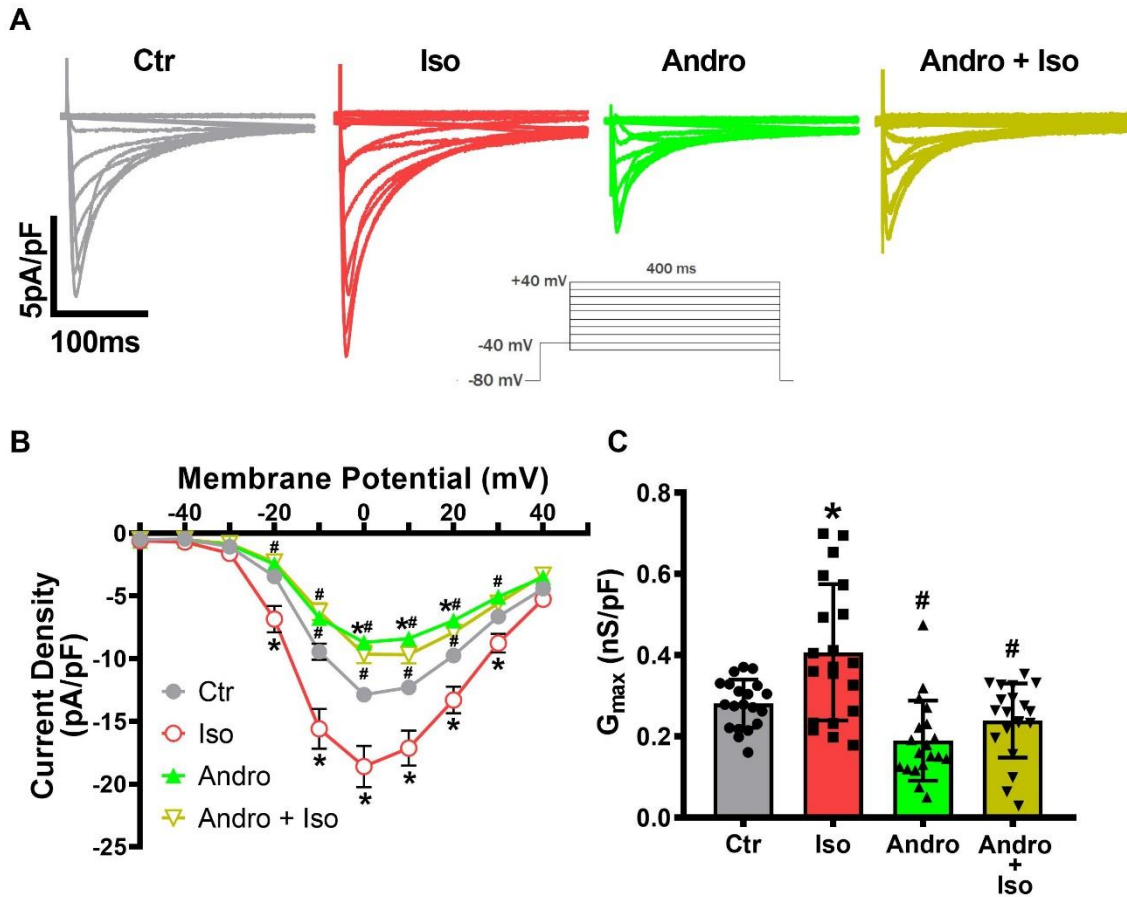 A
Ctr Iso Andro Andro + Iso
5pA/pF
100ms
400 ms
+40 mV
-40 mV
-80 mV
B
Membrane Potential (mV)
-40 -20 0 20 40
0
-5
-10
-15
-20
-25
Current Density
(pA/pF)
# # # *# *# *# #
# # #
* * * * * *
Ctr
Iso
Andro
Andro + Iso
C
0.8
0.6
0.4
0.2
0.0
Gmax (nS/pF)
*
#
#
Ctr Iso Andro Andro
+
Iso